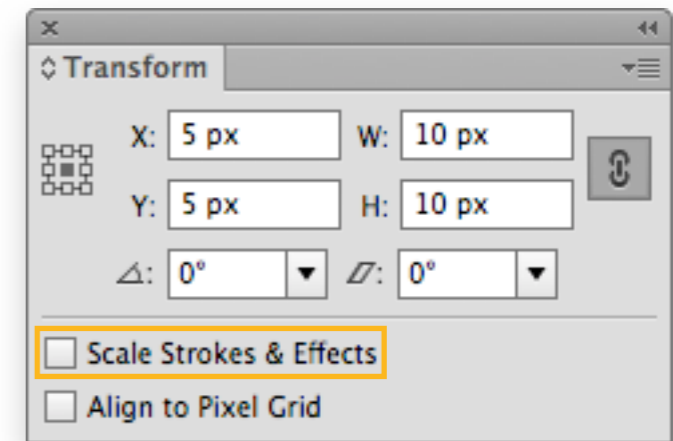 Transform
X: 5 px W: 10 px
Y: 5 px H: 10 px
: 0° : 0°
Scale Strokes & Effects
Align to Pixel Grid